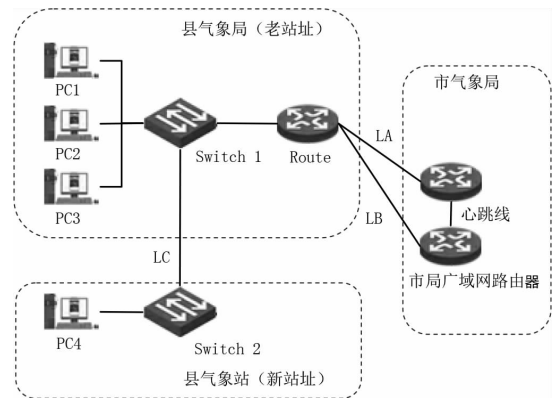 县气象局（老站址）
PC1
PC2
PC3
Switch 1
Route
市气象局
LA
LB
心跳线
市局广域网路由器
LC
PC4
Switch 2
县气象站（新站址）